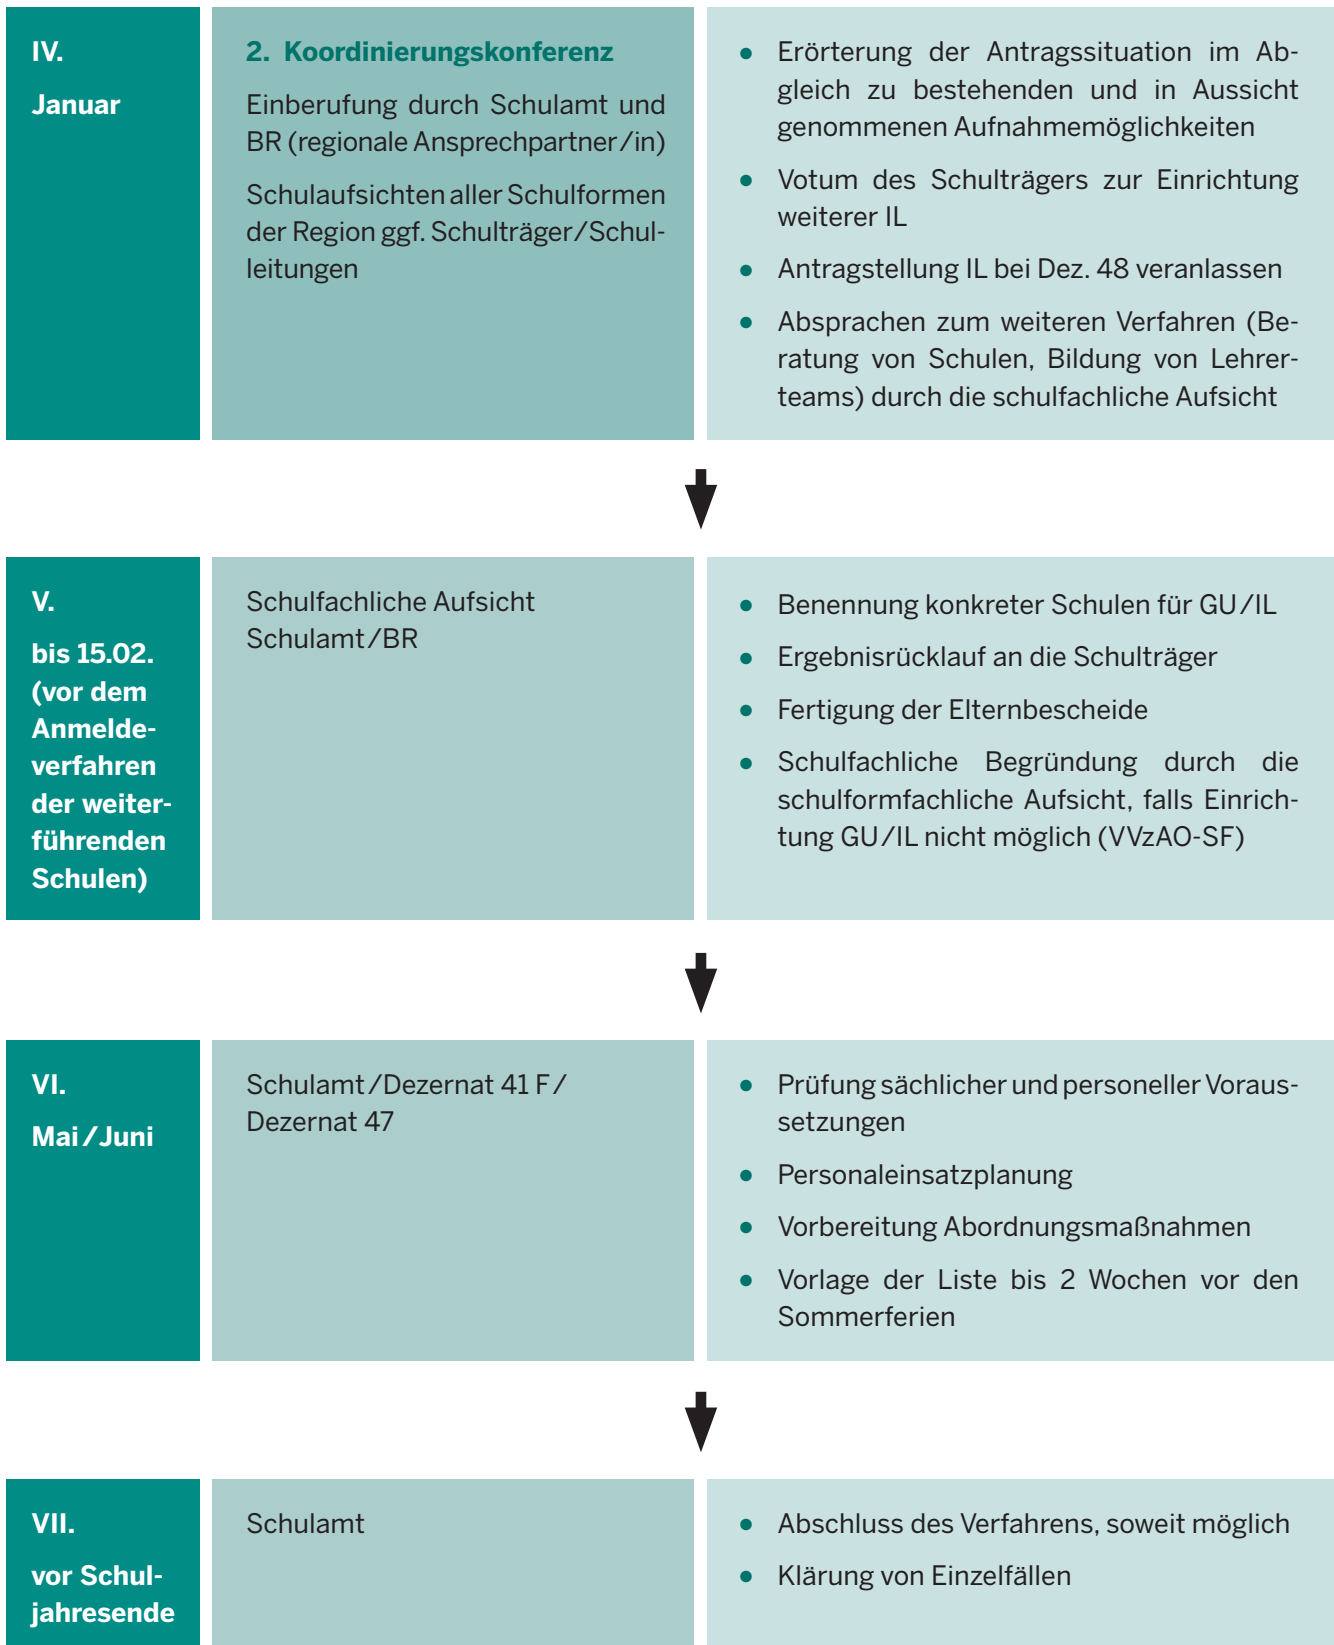 IV.
Januar
2. Koordinierungskonferenz
Einberufung durch Schulamt und
BR (regionale Ansprechpartner/in)
Schulaufsichten aller Schulformen
der Region ggf. Schulträger/Schul-
leitungen
● Erörterung der Antragssituation im Ab-
gleich zu bestehenden und in Aussicht
genommenen Aufnahmemöglichkeiten
● Votum des Schulträgers zur Einrichtung
weiterer IL
● Antragstellung IL bei Dez. 48 veranlassen
● Absprachen zum weiteren Verfahren (Be-
ratung von Schulen, Bildung von Lehrer-
teams) durch die schulfachliche Aufsicht
V.
bis 15.02.
(vor dem
Anmelde-
verfahren
der weiter-
führenden
Schulen)
Schulfachliche Aufsicht
Schulamt/BR
● Benennung konkreter Schulen für GU/IL
● Ergebnisrücklauf an die Schulträger
● Fertigung der Elternbescheide
● Schulfachliche Begründung durch die
schulformfachliche Aufsicht, falls Einrich-
tung GU/IL nicht möglich (VVzAO-SF)
VI.
Mai/Juni
Schulamt/Dezernat 41 F/
Dezernat 47
● Prüfung sächlicher und personeller Voraus-
setzungen
● Personaleinsatzplanung
● Vorbereitung Abordnungsmaßnahmen
● Vorlage der Liste bis 2 Wochen vor den
Sommerferien
VII.
vor Schul-
jahresende
Schulamt
● Abschluss des Verfahrens, soweit möglich
● Klärung von Einzelfällen